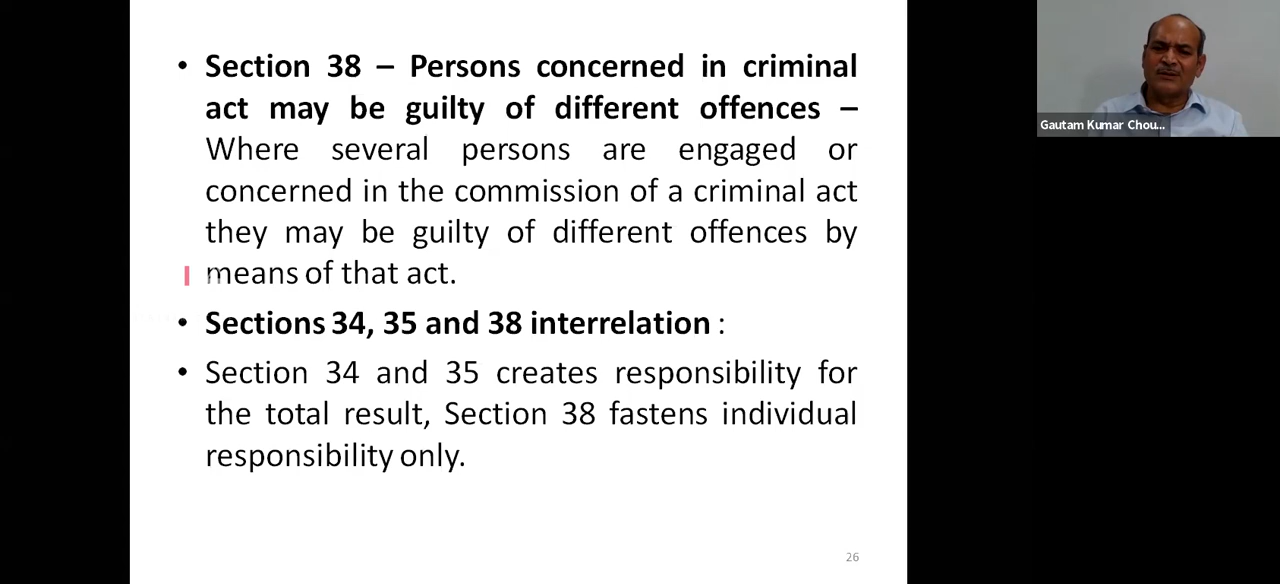 • Section 38 – Persons concerned in criminal
act may be guilty of different offences –
Where several persons are engaged or
concerned in the commission of a criminal act
they may be guilty of different offences by
means of that act.
• Sections 34, 35 and 38 interrelation :
• Section 34 and 35 creates responsibility for
the total result, Section 38 fastens individual
responsibility only.
26
Gautam Kumar Chou...